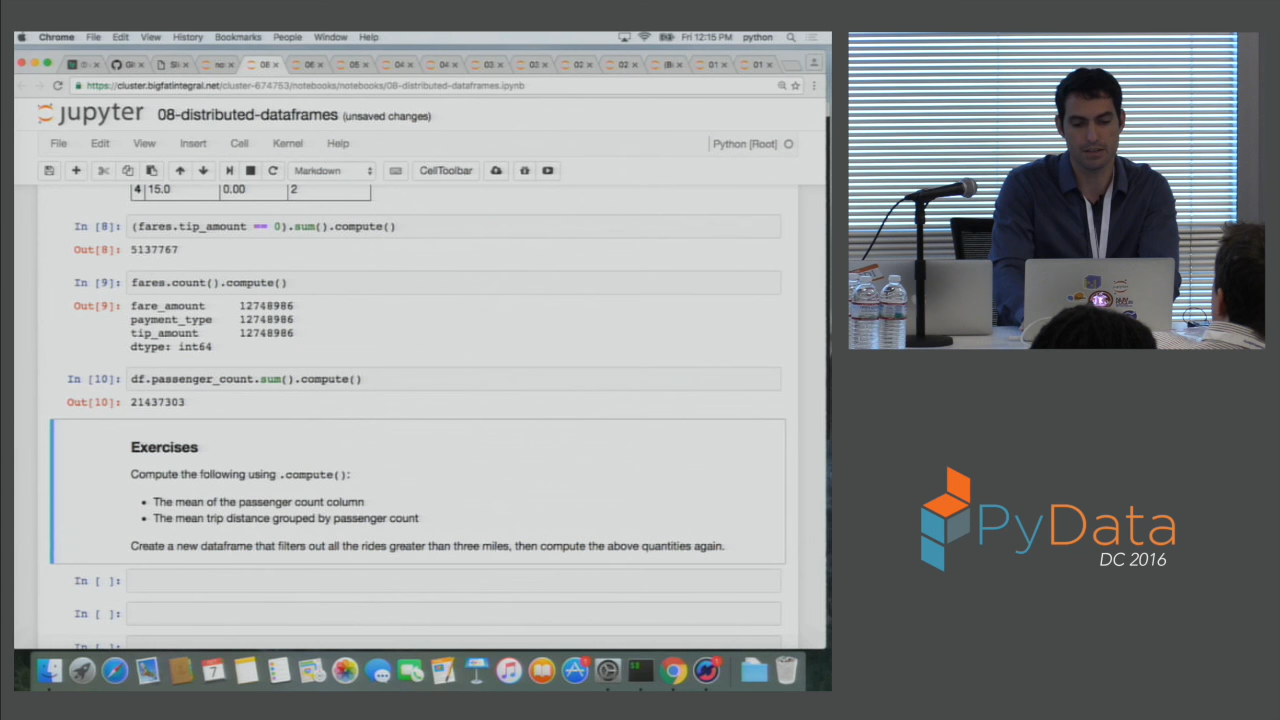 Chrome File Edit View History Bookmarks People Window Help Fri 12:15 PM python
https://cluster.bigfatintegral.net/cluster-674763/notebooks/notebooks/08-distributed-dataframes.ipynb
jupyter 08-distributed-dataframes (unsaved changes)
File Edit View Insert Cell Kernel Help Python [Root]
Markdown CellToolbar
4 15.0 0.00 2
In [8]: (fares.tip_amount == 0).sum().compute()
Out[8]: 5137767
In [9]: fares.count().compute()
Out[9]: fare_amount 12748986
payment_type 12748986
tip_amount 12748986
dtype: int64
In [10]: df.passenger_count.sum().compute()
Out[10]: 21437303
Exercises
Compute the following using .compute():
• The mean of the passenger count column
• The mean trip distance grouped by passenger count
Create a new dataframe that filters out all the rides greater than three miles, then compute the above quantities again.
In [ ]:
In [ ]:
In [ ]:
PyData
DC 2016